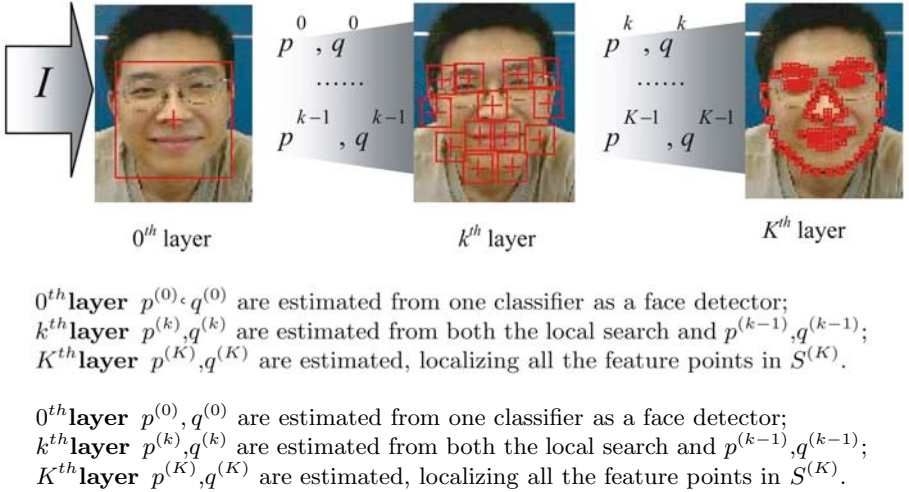 I
p^0 , q^0
......
p^{k-1} , q^{k-1}
p^k , q^k
......
p^{K-1} , q^{K-1}
0^{th} layer
k^{th} layer
K^{th} layer
0^{th} layer p^{(0)}، q^{(0)} are estimated from one classifier as a face detector;
k^{th} layer p^{(k)},q^{(k)} are estimated from both the local search and p^{(k-1)},q^{(k-1)};
K^{th} layer p^{(K)},q^{(K)} are estimated, localizing all the feature points in S^{(K)}.
0^{th} layer p^{(0)}, q^{(0)} are estimated from one classifier as a face detector;
k^{th} layer p^{(k)},q^{(k)} are estimated from both the local search and p^{(k-1)},q^{(k-1)};
K^{th} layer p^{(K)},q^{(K)} are estimated, localizing all the feature points in S^{(K)}.